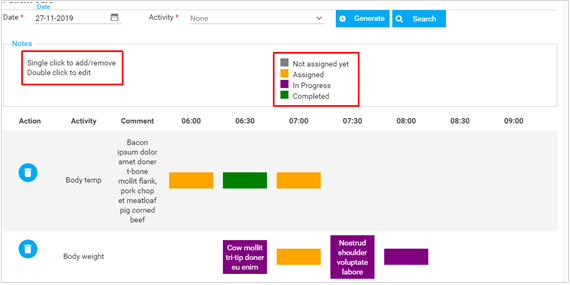 Date
Date * 27-11-2019 Activity * None Generate Search
Notes
Single click to add/remove
Double click to edit
Not assigned yet
Assigned
In Progress
Completed
Action Activity Comment 06:00 06:30 07:00 07:30 08:00 08:30 09:00
Body temp
Bacon
ipsum dolor
amet doner
t-bone
mollit flank,
pork chop
et meatloaf
pig corned
beef
Body weight
Cow mollit
tri-tip doner
eu enim
Nostrud
shoulder
voluptate
labore